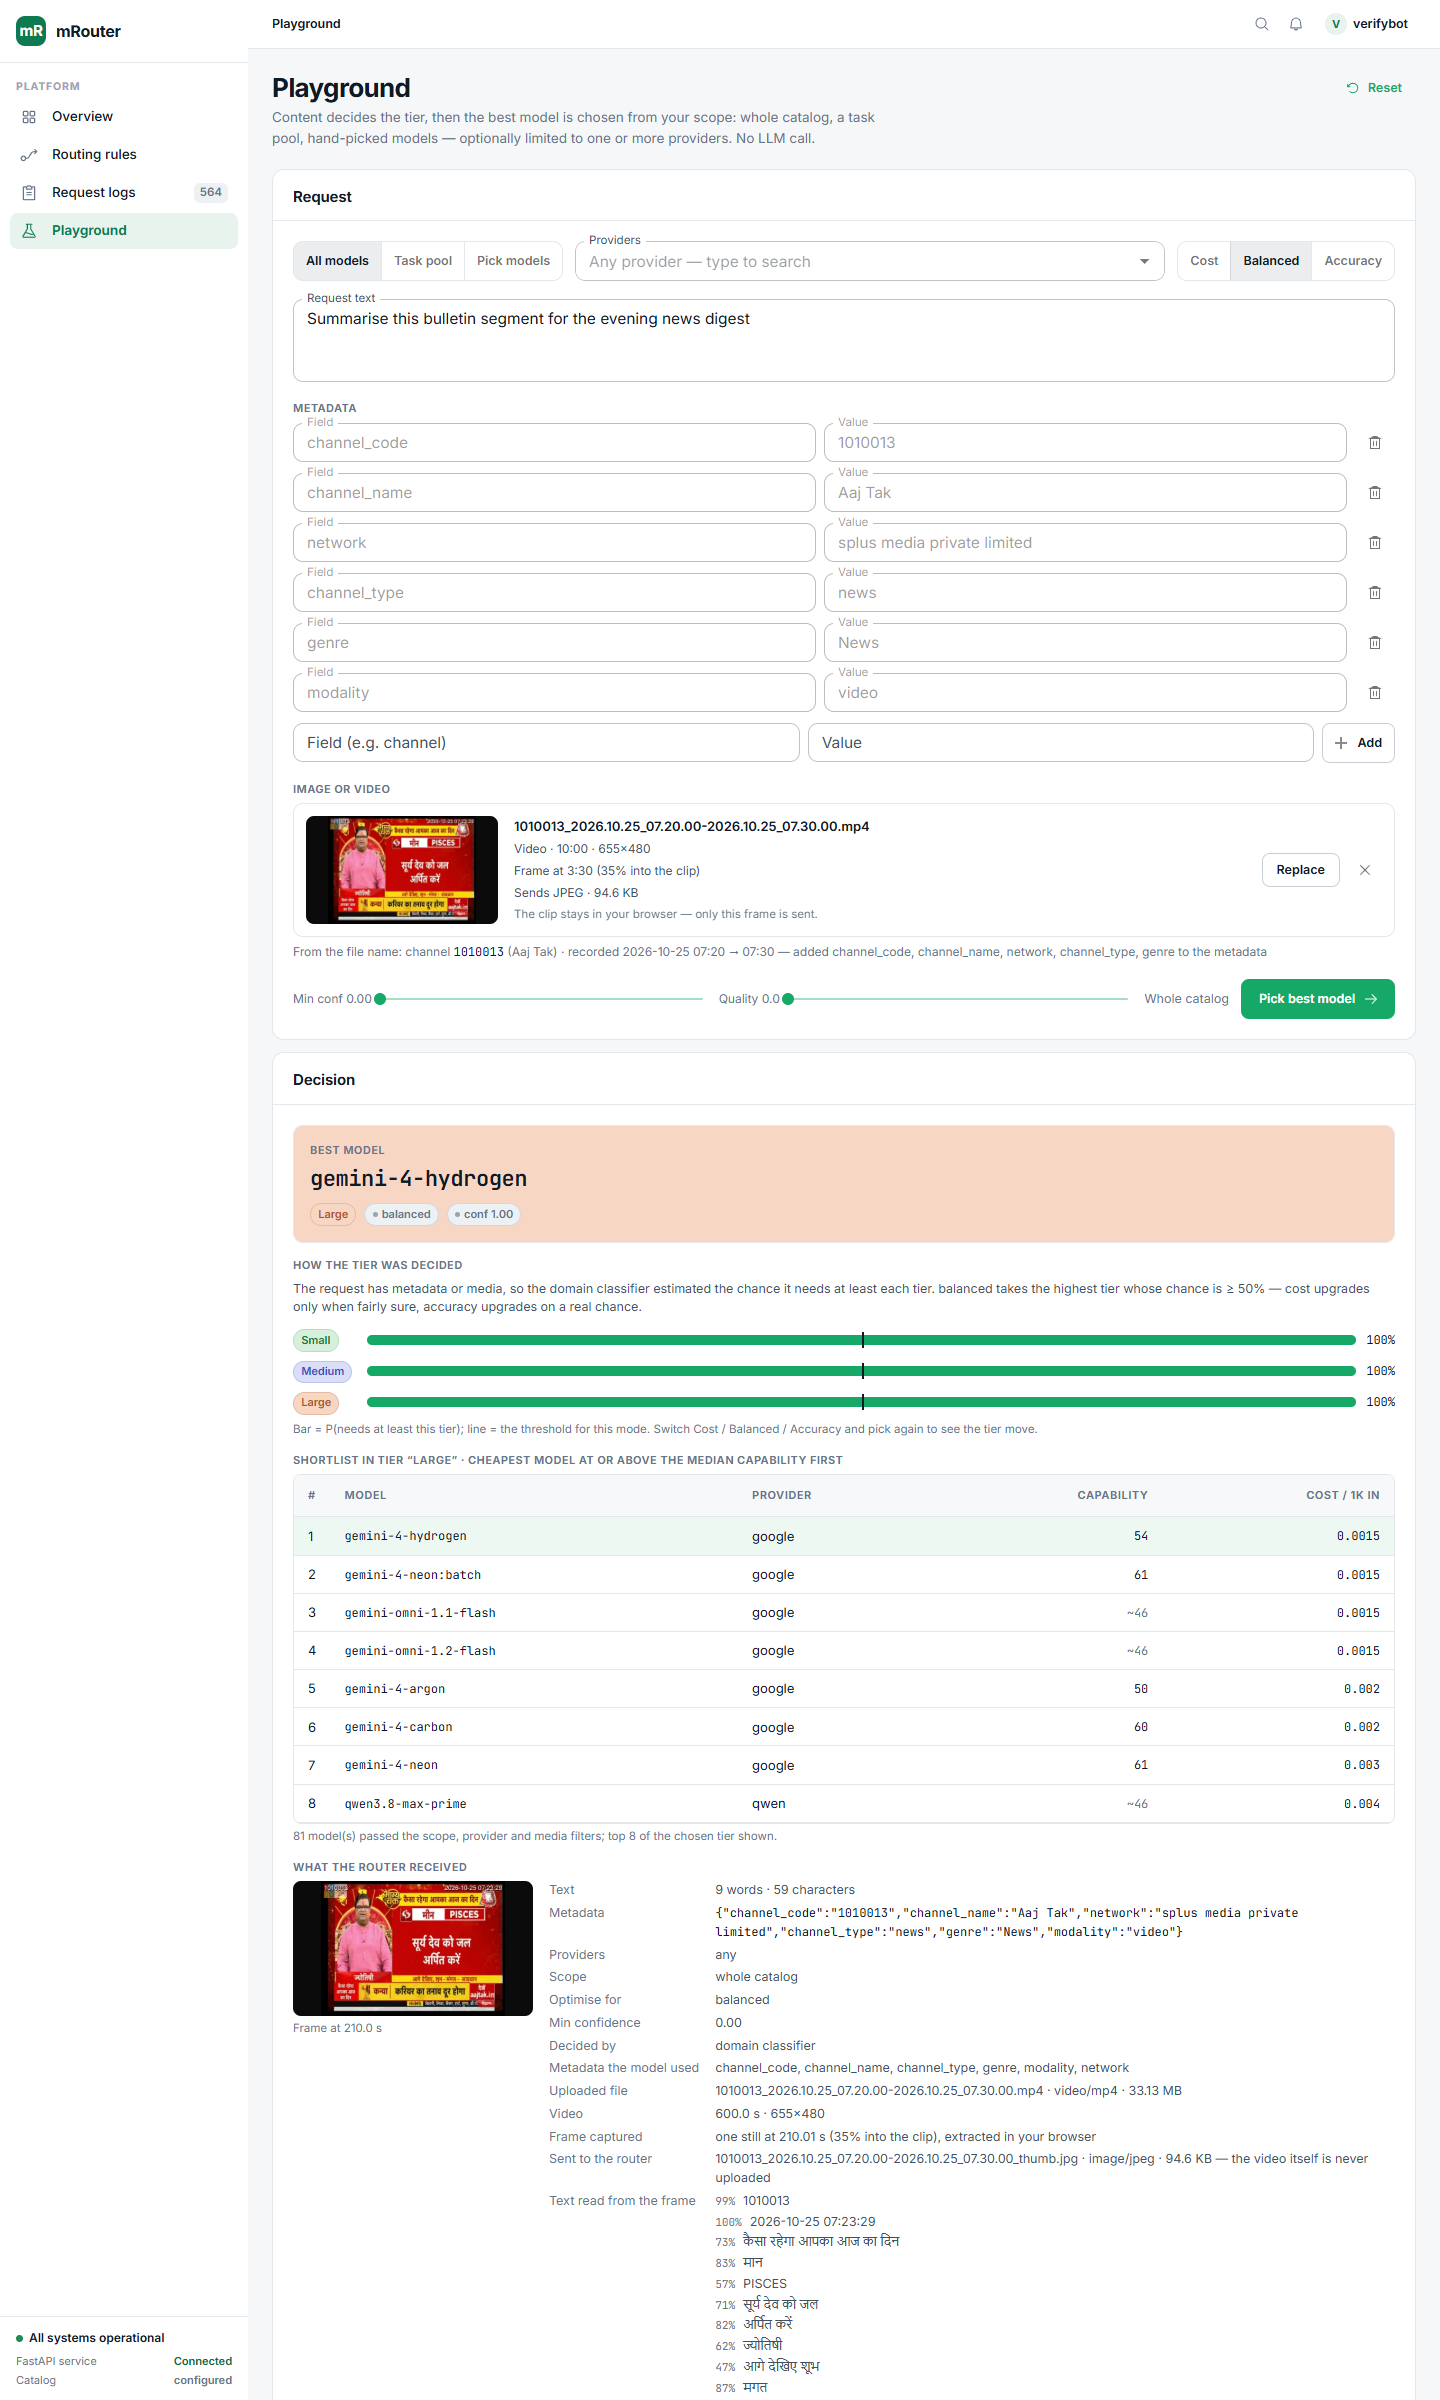 mR mRouter
PLATFORM
Overview
Routing rules
Request logs 564
Playground
Playground
V verifybot
Playground
Reset
Content decides the tier, then the best model is chosen from your scope: whole catalog, a task
pool, hand-picked models — optionally limited to one or more providers. No LLM call.
Request
All models Task pool Pick models
Providers
Any provider — type to search
Cost Balanced Accuracy
Request text
Summarise this bulletin segment for the evening news digest
METADATA
Field Value
channel_code 1010013
Field Value
channel_name Aaj Tak
Field Value
network splus media private limited
Field Value
channel_type news
Field Value
genre News
Field Value
modality video
Field (e.g. channel) Value Add
IMAGE OR VIDEO
मीन PISCES
सूर्य देव को जल
अर्पित करें
कन्या करियर का तनाव दूर होगा
1010013_2026.10.25_07.20.00-2026.10.25_07.30.00.mp4
Video · 10:00 · 655×480
Frame at 3:30 (35% into the clip)
Sends JPEG · 94.6 KB
The clip stays in your browser — only this frame is sent.
Replace
From the file name: channel 1010013 (Aaj Tak) · recorded 2026-10-25 07:20 → 07:30 — added channel_code, channel_name, network, channel_type, genre to the metadata
Min conf 0.00 Quality 0.0 Whole catalog Pick best model
Decision
BEST MODEL
gemini-4-hydrogen
Large balanced conf 1.00
HOW THE TIER WAS DECIDED
The request has metadata or media, so the domain classifier estimated the chance it needs at least each tier. balanced takes the highest tier whose chance is ≥ 50% — cost upgrades
only when fairly sure, accuracy upgrades on a real chance.
Small 100%
Medium 100%
Large 100%
Bar = P(needs at least this tier); line = the threshold for this mode. Switch Cost / Balanced / Accuracy and pick again to see the tier move.
SHORTLIST IN TIER “LARGE” · CHEAPEST MODEL AT OR ABOVE THE MEDIAN CAPABILITY FIRST
# MODEL PROVIDER CAPABILITY COST / 1K IN
1 gemini-4-hydrogen google 54 0.0015
2 gemini-4-neon:batch google 61 0.0015
3 gemini-omni-1.1-flash google ~46 0.0015
4 gemini-omni-1.2-flash google ~46 0.0015
5 gemini-4-argon google 50 0.002
6 gemini-4-carbon google 60 0.002
7 gemini-4-neon google 61 0.003
8 qwen3.8-max-prime qwen ~46 0.004
81 model(s) passed the scope, provider and media filters; top 8 of the chosen tier shown.
WHAT THE ROUTER RECEIVED
1010013 2026-10-25 07:23:29
कैसा रहेगा आपका आज का दिन
मीन PISCES
सूर्य देव को जल
अर्पित करें
ज्योतिषी
कन्या करियर का तनाव दूर होगा
aajtak.in
Frame at 210.0 s
Text 9 words · 59 characters
Metadata {"channel_code":"1010013","channel_name":"Aaj Tak","network":"splus media private
limited","channel_type":"news","genre":"News","modality":"video"}
Providers any
Scope whole catalog
Optimise for balanced
Min confidence 0.00
Decided by domain classifier
Metadata the model used channel_code, channel_name, channel_type, genre, modality, network
Uploaded file 1010013_2026.10.25_07.20.00-2026.10.25_07.30.00.mp4 · video/mp4 · 33.13 MB
Video 600.0 s · 655×480
Frame captured one still at 210.01 s (35% into the clip), extracted in your browser
Sent to the router 1010013_2026.10.25_07.20.00-2026.10.25_07.30.00_thumb.jpg · image/jpeg · 94.6 KB — the video itself is never
uploaded
Text read from the frame 99% 1010013
100% 2026-10-25 07:23:29
73% कैसा रहेगा आपका आज का दिन
83% मान
57% PISCES
71% सूर्य देव को जल
82% अर्पित करें
62% ज्योतिषी
47% आगे देखिए शूभ
87% मगत
All systems operational
FastAPI service Connected
Catalog configured